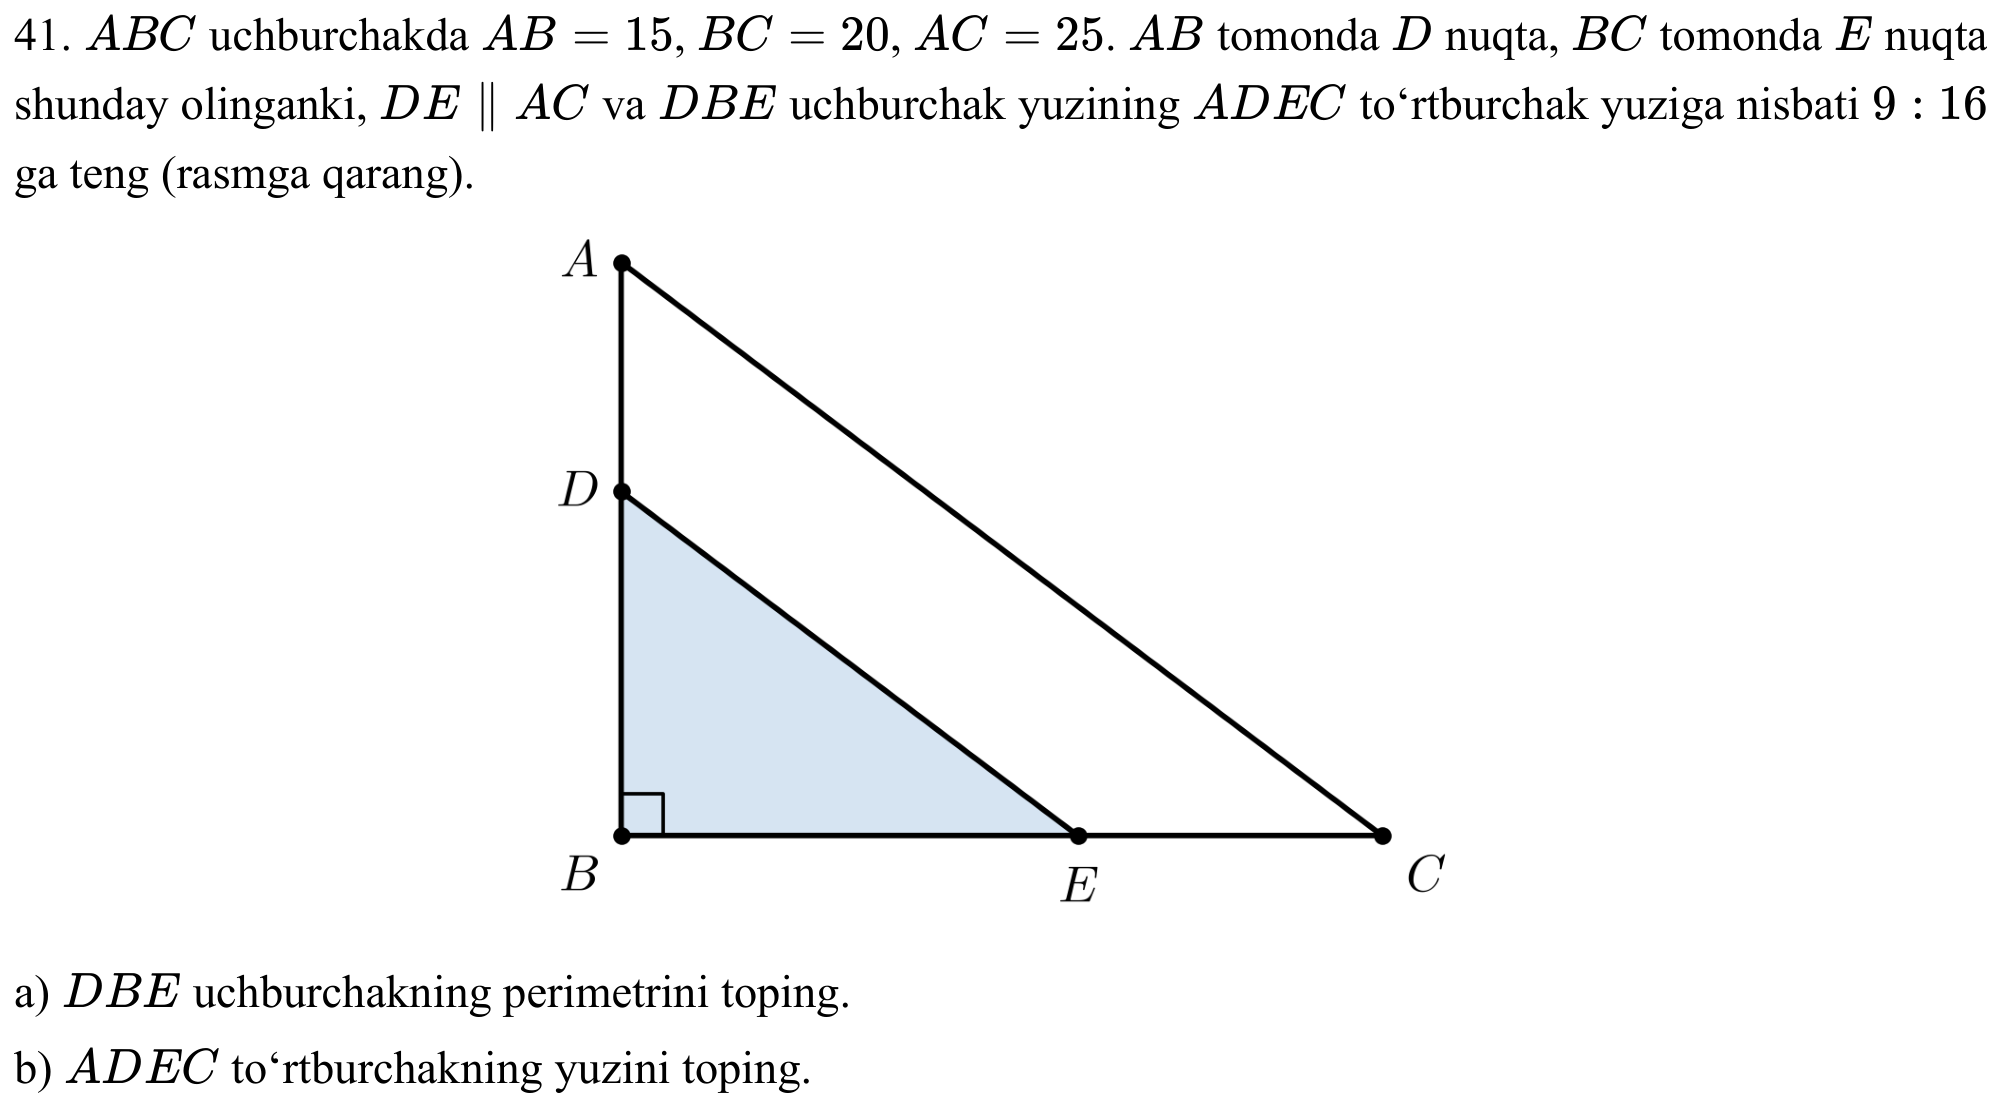 41. ABC uchburchakda AB = 15, BC = 20, AC = 25. AB tomonda D nuqta, BC tomonda E nuqta
shunday olinganki, DE ∥ AC va DBE uchburchak yuzining ADEC to‘rtburchak yuziga nisbati 9 : 16
ga teng (rasmga qarang).
A
D
B
E
C
a) DBE uchburchakning perimetrini toping.
b) ADEC to‘rtburchakning yuzini toping.